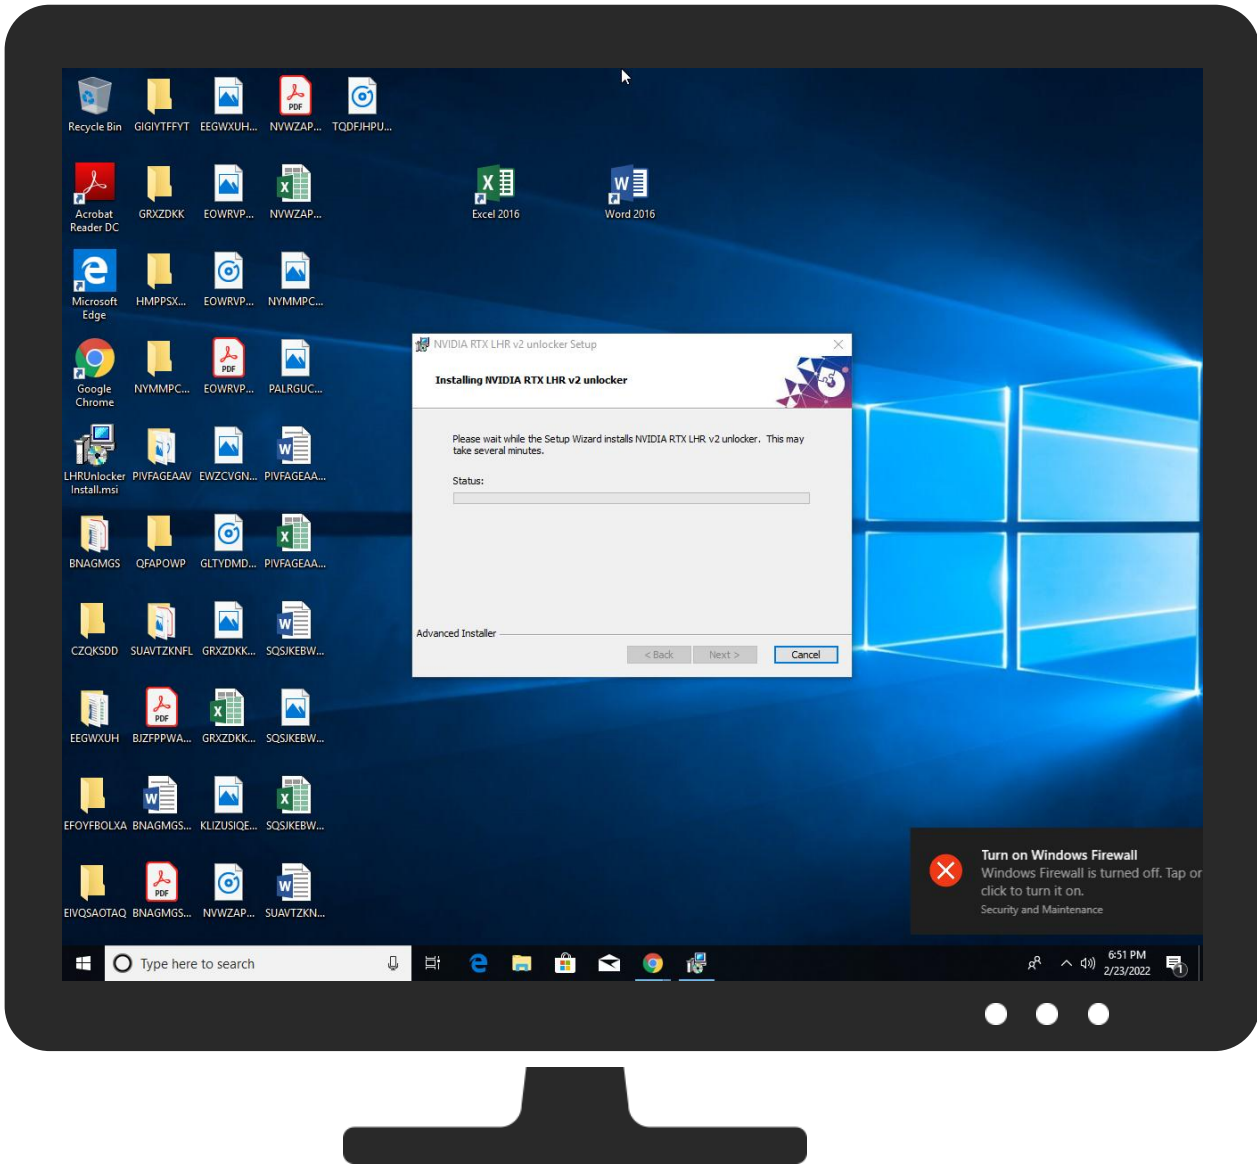 Recycle Bin
GIGIYTFFYT
EEGWXUH...
NVWZAP...
TQDFJHPU...
PDF
Acrobat
Reader DC
GRXZDKK
EOWRVP...
NVWZAP...
Excel 2016
Word 2016
Microsoft
Edge
HMPPSX...
EOWRVP...
NYMMPC...
Google
Chrome
NYMMPC...
PDF
EOWRVP...
PALRGUC...
LHRUnlocker
Install.msi
PIVFAGEAAV
EWZCVGN...
PIVFAGEAA...
BNAGMGS
QFAPOWP
GLTYDMD...
PIVFAGEAA...
CZQKSDD
SUAVTZKNFL
GRXZDKK...
SQSJKEBW...
EEGWXUH
PDF
BJZFPPWA...
GRXZDKK...
SQSJKEBW...
EFOYFBOLXA
BNAGMGS...
KLIZUSIQE...
SQSJKEBW...
EIVQSAOTAQ
PDF
BNAGMGS...
NVWZAP...
SUAVTZKN...
NVIDIA RTX LHR v2 unlocker Setup
Installing NVIDIA RTX LHR v2 unlocker
Please wait while the Setup Wizard installs NVIDIA RTX LHR v2 unlocker. This may
take several minutes.
Status:
Advanced Installer
< Back
Next >
Cancel
Turn on Windows Firewall
Windows Firewall is turned off. Tap or
click to turn it on.
Security and Maintenance
Type here to search
6:51 PM
2/23/2022
1